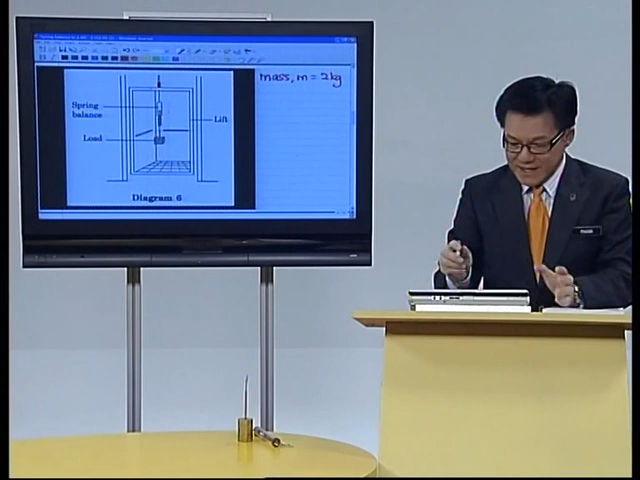 mass, m = 2kg
Spring
balance
Lift
Load
Diagram 6